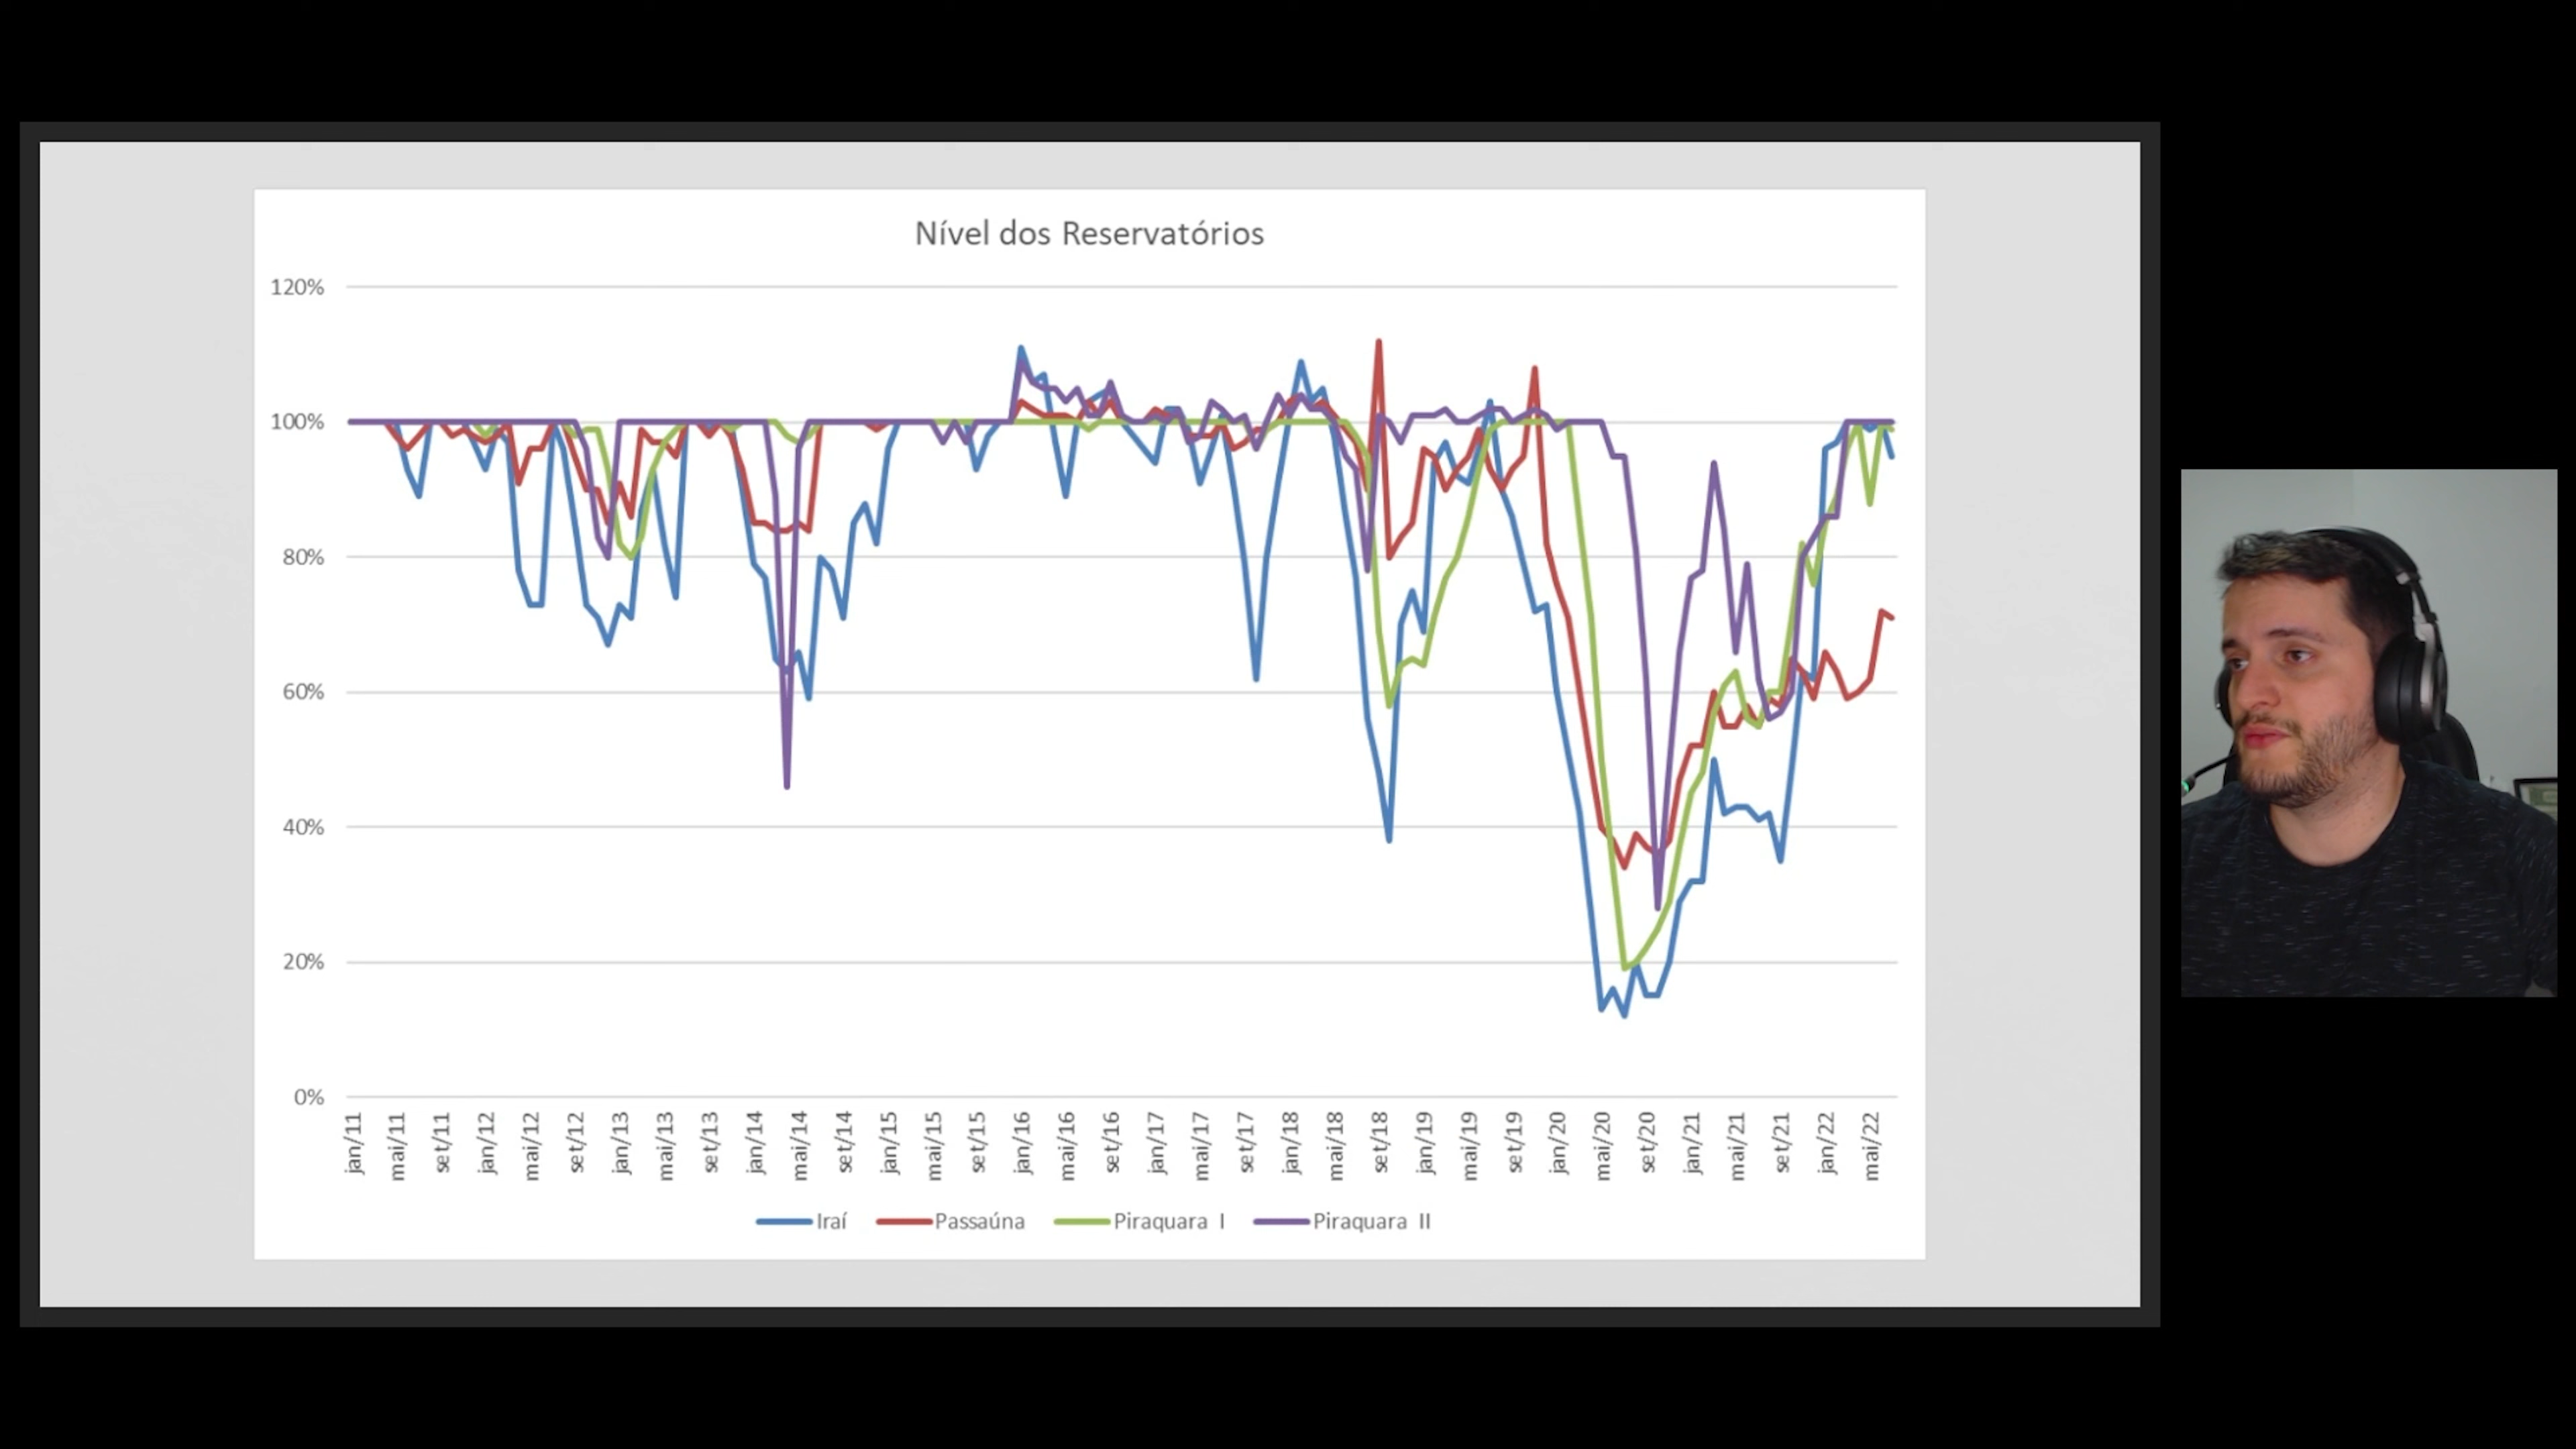 Nível dos Reservatórios
120%
100%
80%
60%
40%
20%
0%
jan/11
mai/11
set/11
jan/12
mai/12
set/12
jan/13
mai/13
set/13
jan/14
mai/14
set/14
jan/15
mai/15
set/15
jan/16
mai/16
set/16
jan/17
mai/17
set/17
jan/18
mai/18
set/18
jan/19
mai/19
set/19
jan/20
mai/20
set/20
jan/21
mai/21
set/21
jan/22
mai/22
Iraí Passaúna Piraquara I Piraquara II